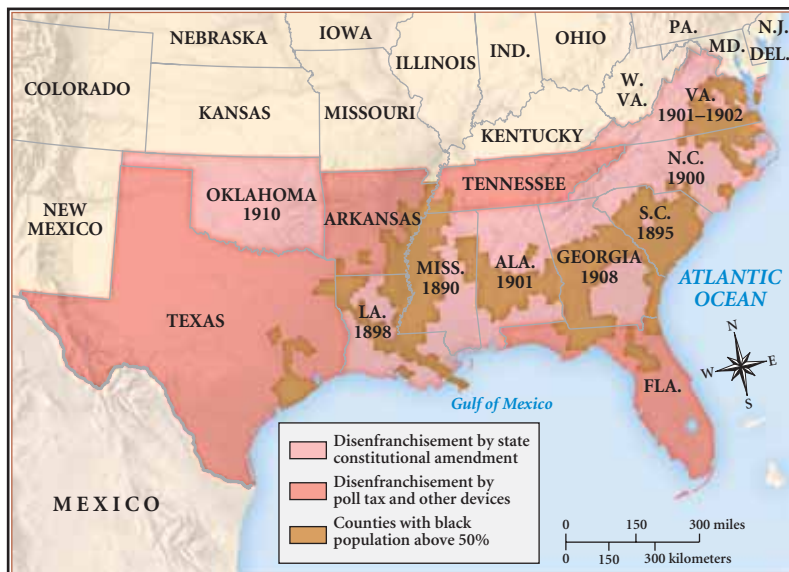 NEBRASKA
IOWA
PA.
N.J.
OHIO
MD.
DEL.
ILLINOIS
IND.
COLORADO
W.
VA.
VA.
1901–1902
KANSAS
MISSOURI
KENTUCKY
N.C.
1900
OKLAHOMA
1910
TENNESSEE
NEW
MEXICO
ARKANSAS
S.C.
1895
MISS.
1890
ALA.
1901
GEORGIA
1908
ATLANTIC
OCEAN
TEXAS
LA.
1898
N
W
E
S
FLA.
Gulf of Mexico
Disenfranchisement by state
constitutional amendment
Disenfranchisement by
poll tax and other devices
Counties with black
population above 50%
MEXICO
0 150 300 miles
0 150 300 kilometers